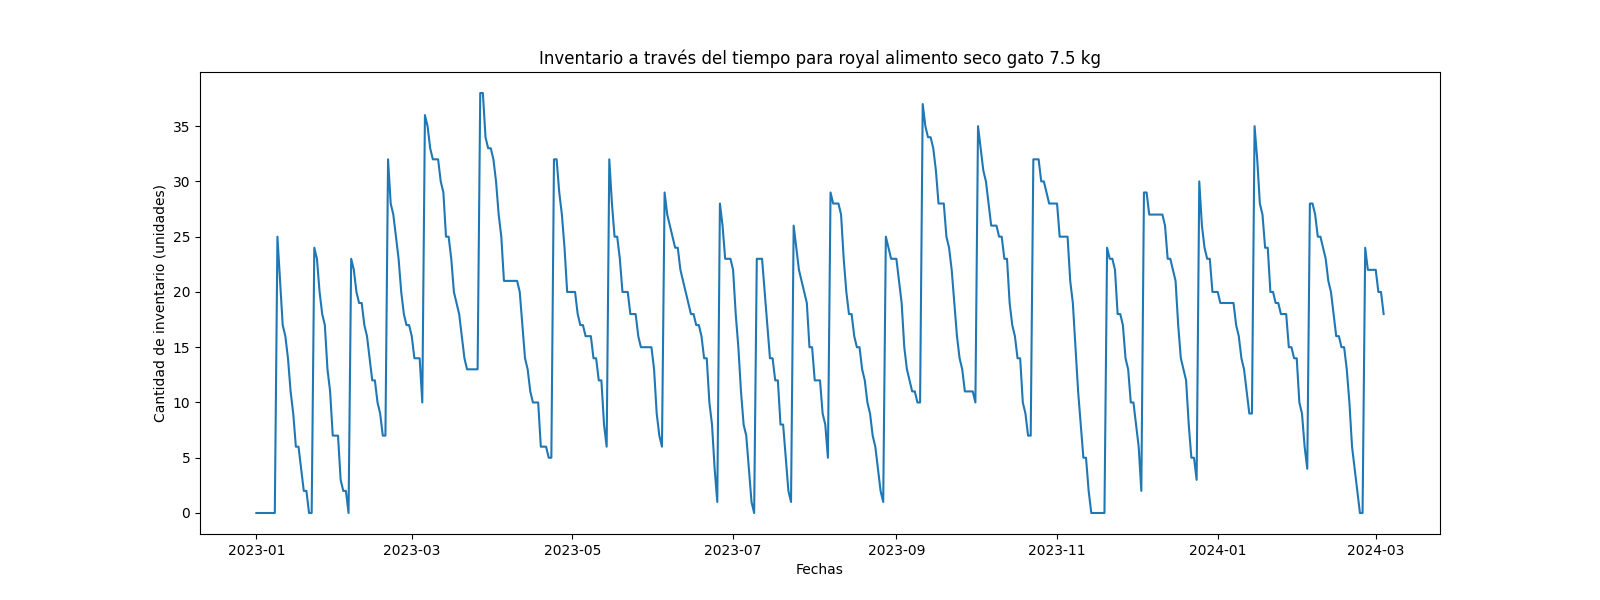 Inventario a través del tiempo para royal alimento seco gato 7.5 kg
Cantidad de inventario (unidades)
35
30
25
20
15
10
5
0
2023-01 2023-03 2023-05 2023-07 2023-09 2023-11 2024-01 2024-03
Fechas